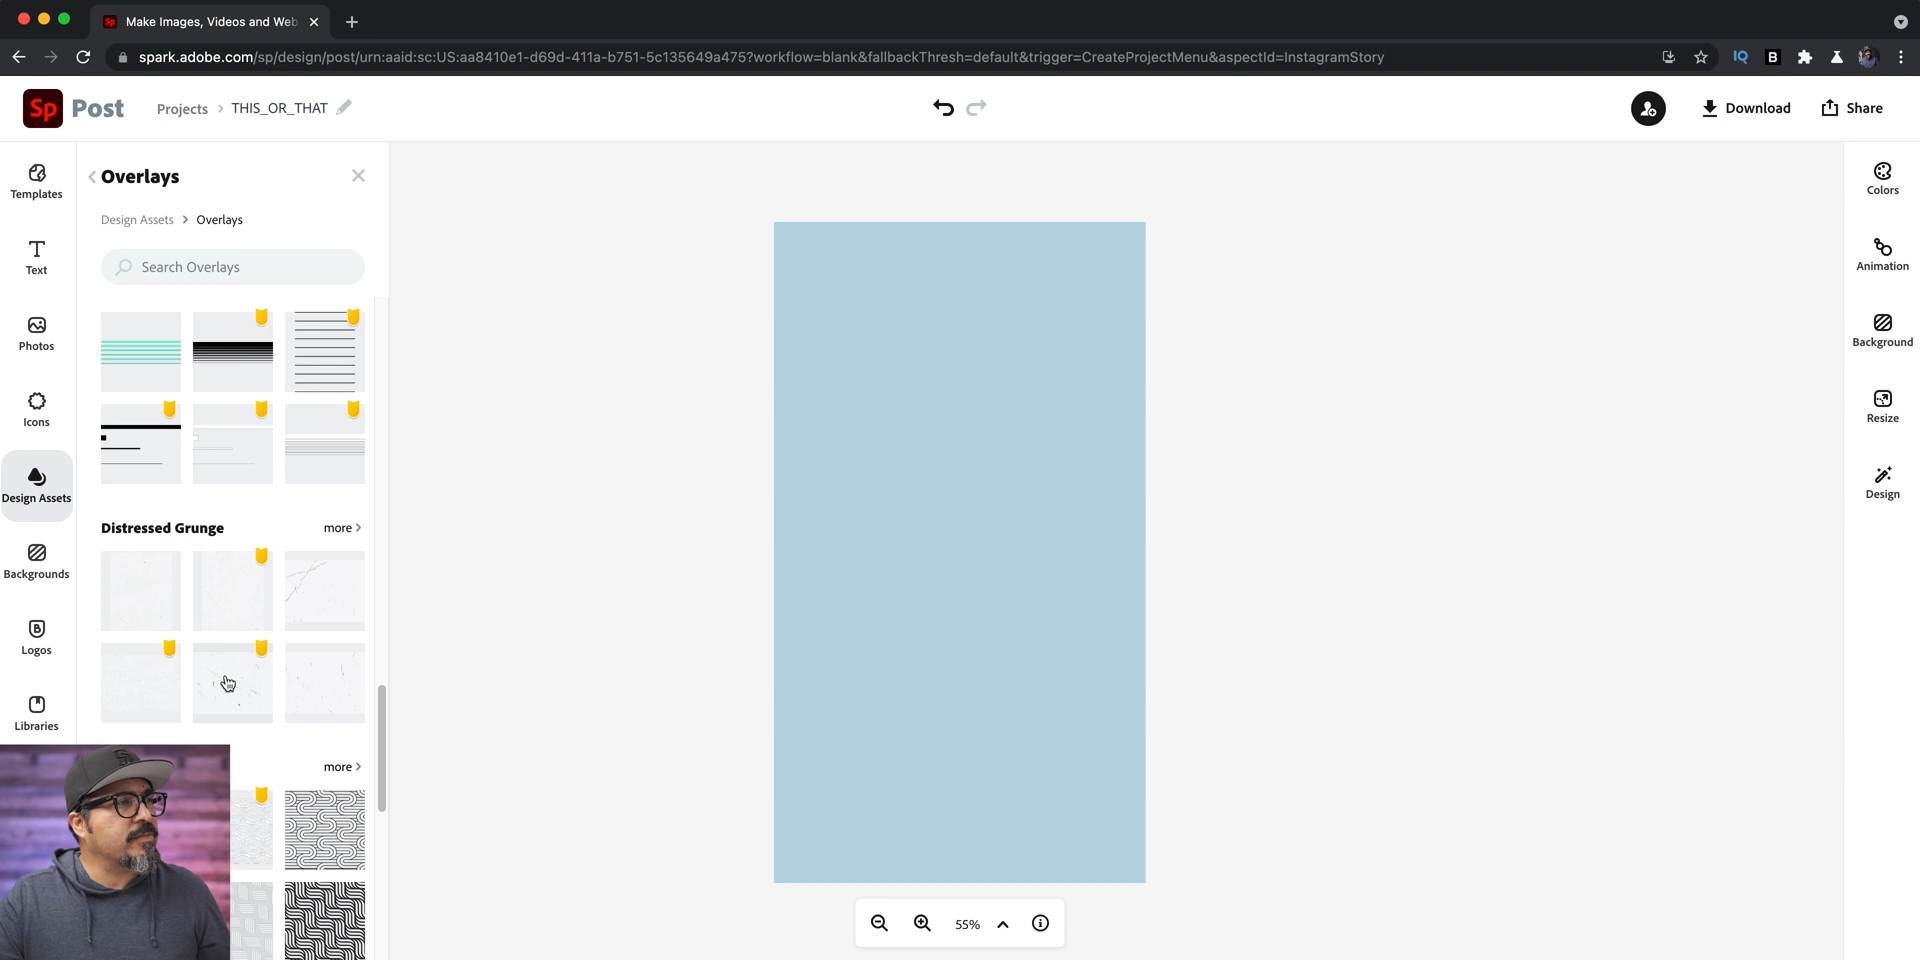 Sp Make Images, Videos and Web
spark.adobe.com/sp/design/post/urn:aaid:sc:US:aa8410e1-d69d-411a-b751-5c135649a475?workflow=blank&fallbackThresh=default&trigger=CreateProjectMenu&aspectId=InstagramStory
IQ B
Sp Post Projects > THIS_OR_THAT
Download Share
Templates
Text
Photos
Icons
Design Assets
Backgrounds
Logos
Libraries
Overlays
Design Assets > Overlays
Search Overlays
Distressed Grunge more >
more >
55%
Colors
Animation
Background
Resize
Design